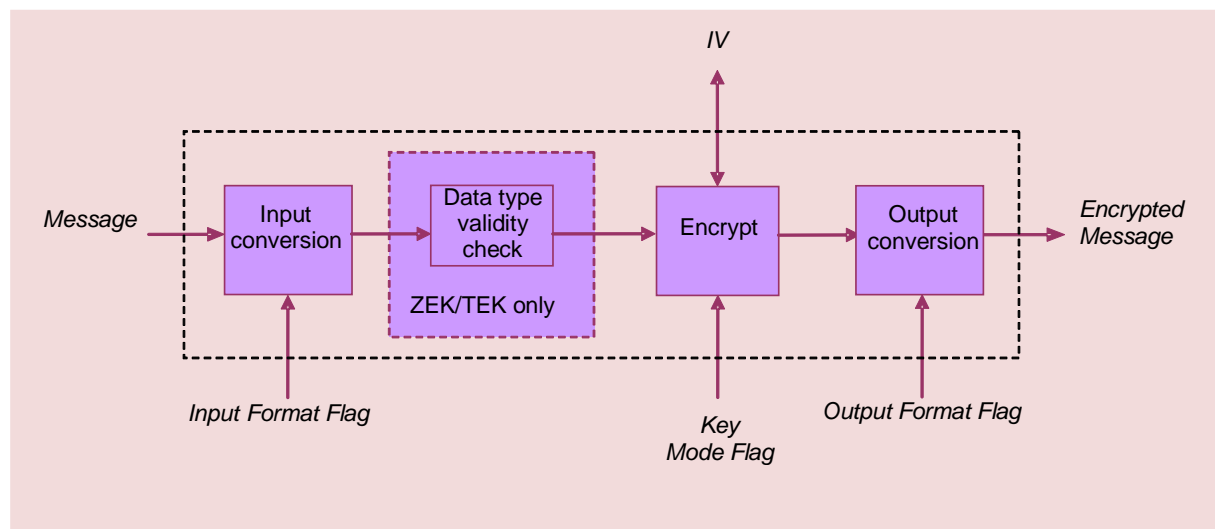 IV
Message
Input
conversion
Data type
validity
check
ZEK/TEK only
Encrypt
Output
conversion
Encrypted
Message
Input Format Flag
Key
Mode Flag
Output Format Flag